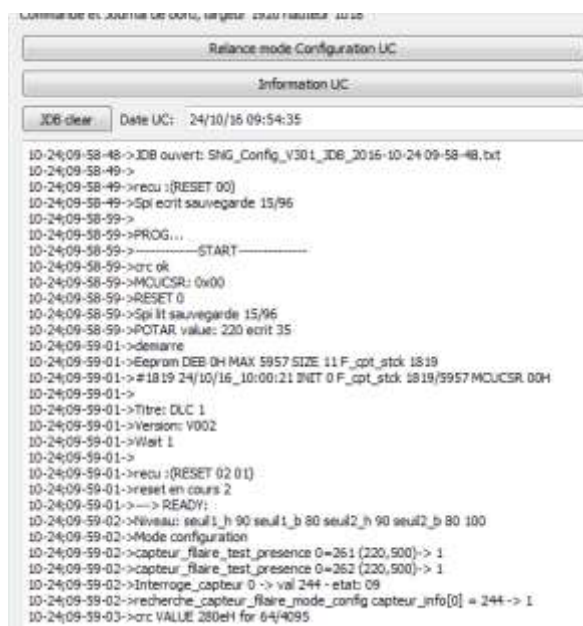 Commande et Journal de bord, largeur 1920 hauteur 1018
Relance mode Configuration UC
Information UC
JDB clear Date UC: 24/10/16 09:54:35
10-24;09-58-48->JDB ouvert: SNG_Config_V301_JDB_2016-10-24 09-58-48.txt
10-24;09-58-49->
10-24;09-58-49->recu :(RESET 00)
10-24;09-58-49->Spi ecrit sauvegarde 15/96
10-24;09-58-59->
10-24;09-58-59->PROG...
10-24;09-58-59->--------------START---------------
10-24;09-58-59->crc ok
10-24;09-58-59->MCUCSR: 0x00
10-24;09-58-59->RESET 0
10-24;09-58-59->Spi lit sauvegarde 15/96
10-24;09-58-59->POTAR value: 220 ecrit 35
10-24;09-59-01->demarre
10-24;09-59-01->Eeprom DEB 0H MAX 5957 SIZE 11 F_cpt_stck 1819
10-24;09-59-01->#1819 24/10/16_10:00:21 INIT 0 F_cpt_stck 1819/5957 MCUCSR 00H
10-24;09-59-01->
10-24;09-59-01->Titre: DLC 1
10-24;09-59-01->Version: V002
10-24;09-59-01->Wait 1
10-24;09-59-01->
10-24;09-59-01->recu :(RESET 02 01)
10-24;09-59-01->reset en cours 2
10-24;09-59-01->---> READY:
10-24;09-59-02->Niveau: seuil1_h 90 seuil1_b 80 seuil2_h 90 seuil2_b 80 100
10-24;09-59-02->Mode configuration
10-24;09-59-02->capteur_filaire_test_presence 0=261 (220,500)-> 1
10-24;09-59-02->capteur_filaire_test_presence 0=262 (220,500)-> 1
10-24;09-59-02->Interroge_capteur 0 -> val 244 - etat: 09
10-24;09-59-02->recherche_capteur_filaire_mode_config capteur_info[0] = 244 -> 1
10-24;09-59-03->crc VALUE 280eH for 64/4095